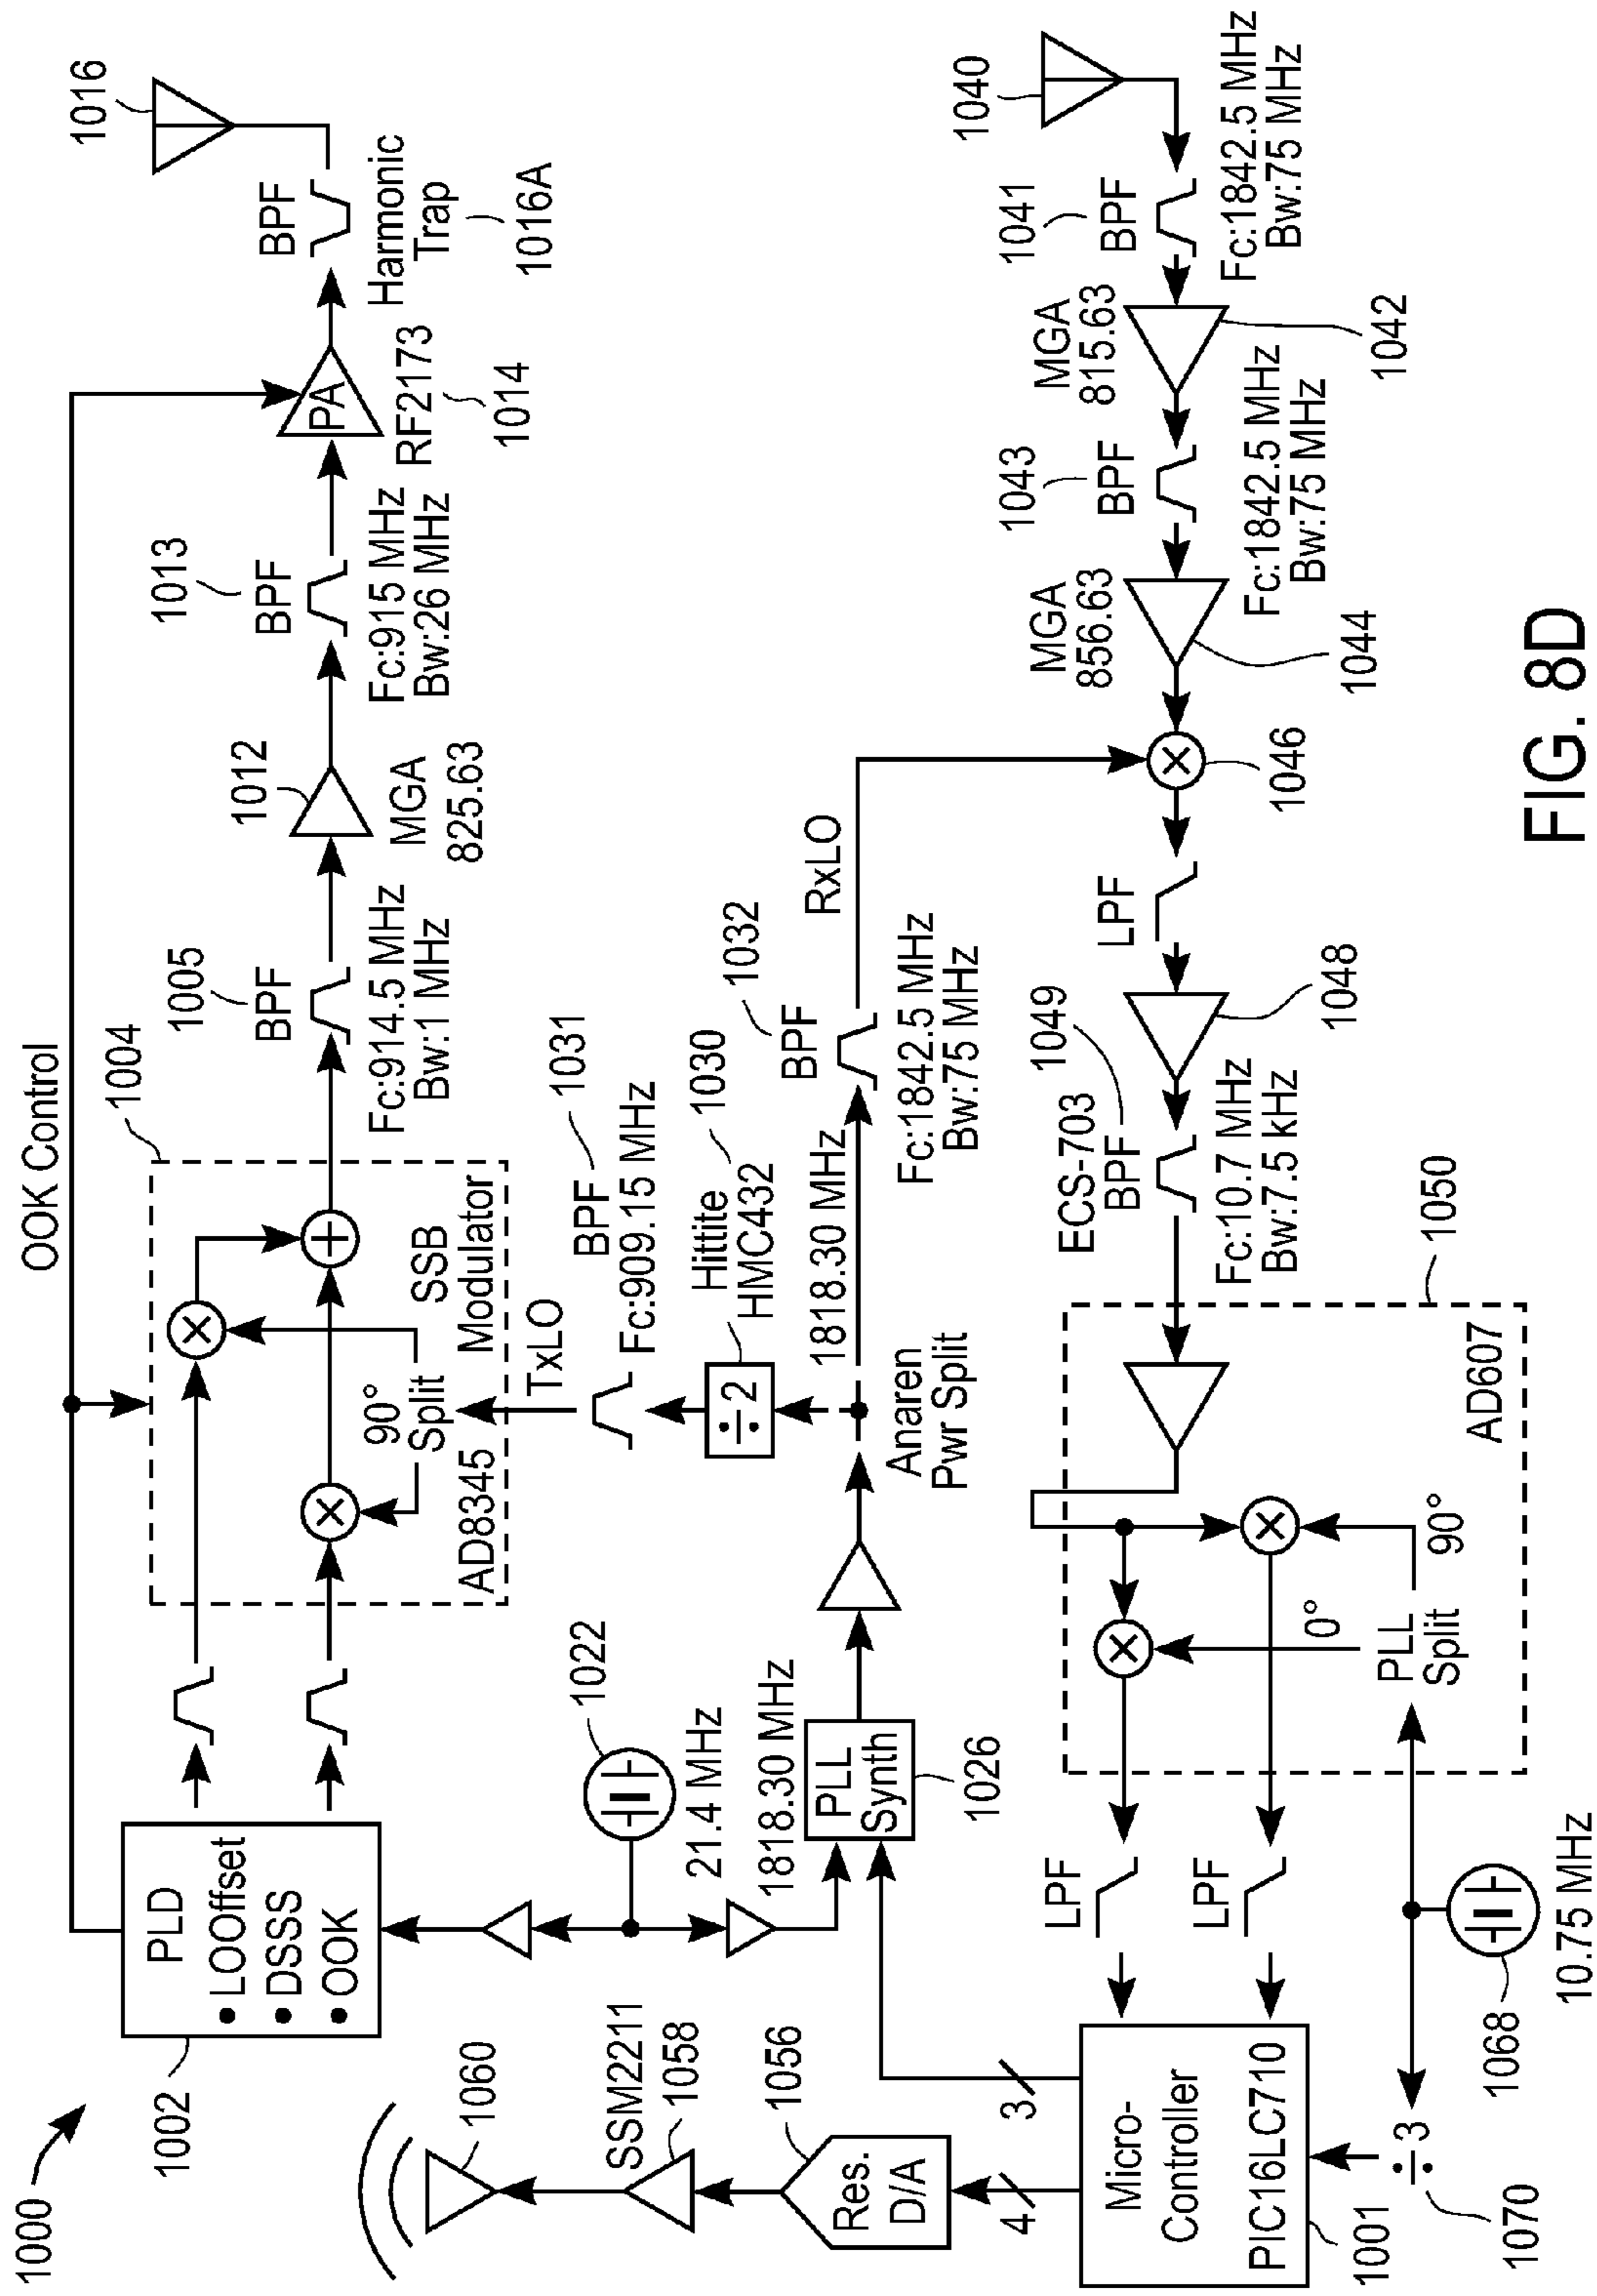 1000
1002
PLD
• LOOffset
• DSSS
• OOK
OOK Control
1004
AD8345
90°
Split
SSB
Modulator
1005
BPF
Fc:914.5 MHz
Bw:1 MHz
1012
MGA
825.63
1013
BPF
Fc:915 MHz
Bw:26 MHz
PA
RF2173
1014
BPF
Harmonic
Trap
1016A
1016
1060
SSM2211
1058
1056
Res.
D/A
4
3
1022
21.4 MHz
1818.30 MHz
PLL
Synth
1026
Anaren
Pwr Split
TxLO
BPF
1031
Fc:909.15 MHz
÷2
Hittite
HMC432
1030
1818.30 MHz
BPF
1032
Fc:1842.5 MHz
Bw:75 MHz
RxLO
1040
1041
BPF
Fc:1842.5 MHz
Bw:75 MHz
MGA
815.63
1042
1043
BPF
Fc:1842.5 MHz
Bw:75 MHz
MGA
856.63
1044
1046
LPF
1048
1049
ECS-703
BPF
Fc:10.7 MHz
Bw:7.5 kHz
1050
AD607
0°
90°
PLL
Split
LPF
LPF
Micro-
Controller
PIC16LC710
1001
÷3
1070
1068
10.75 MHz
FIG. 8D